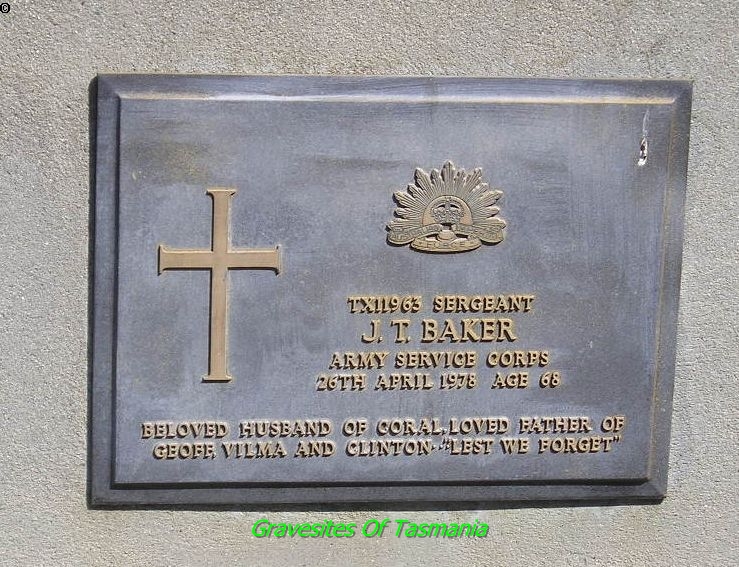 ©
TX11963 SERGEANT
J. T. BAKER
ARMY SERVICE CORPS
26TH APRIL 1978 AGE 68
BELOVED HUSBAND OF CORAL, LOVED FATHER OF
GEOFF, VILMA AND CLINTON-"LEST WE FORGET"
Gravesites Of Tasmania